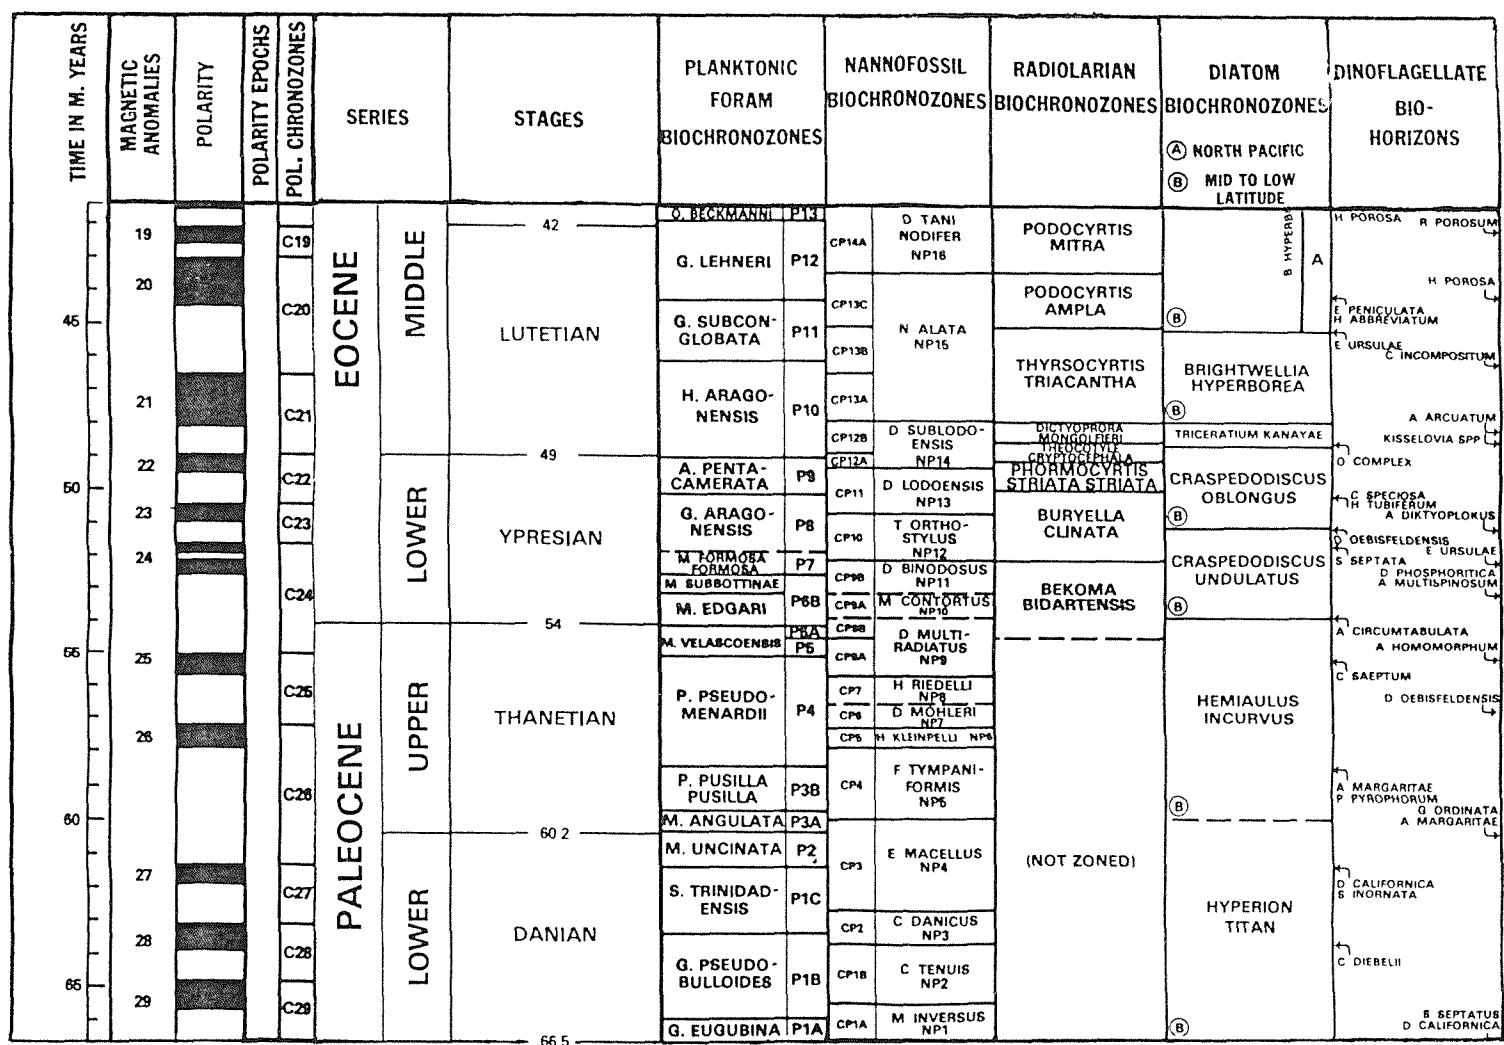 TIME IN M. YEARS
MAGNETIC
ANOMALIES
POLARITY
POLARITY EPOCHS
POL. CHRONOZONES
SERIES
STAGES
PLANKTONIC
FORAM
BIOCHRONOZONES
NANNOFOSSIL
BIOCHRONOZONES
RADIOLARIAN
BIOCHRONOZONES
DIATOM
BIOCHRONOZONES
A NORTH PACIFIC
B MID TO LOW
LATITUDE
DINOFLAGELLATE
BIO-
HORIZONS
45
50
55
60
65
19
20
21
22
23
24
25
26
27
28
29
C19
C20
C21
C22
C23
C24
C25
C26
C27
C28
C29
EOCENE
PALEOCENE
MIDDLE
LOWER
UPPER
LOWER
42
LUTETIAN
49
YPRESIAN
54
THANETIAN
60 2
DANIAN
66.5
O. BECKMANNI P13
G. LEHNERI P12
G. SUBCON-
GLOBATA P11
H. ARAGO-
NENSIS P10
A. PENTA-
CAMERATA P9
G. ARAGO-
NENSIS P8
M. FORMOSA
FORMOSA P7
M SUBBOTTINAE
M. EDGARI P6B
P6A
M. VELASCOENSIS P5
P. PSEUDO-
MENARDII P4
P. PUSILLA
PUSILLA P3B
M. ANGULATA P3A
M. UNCINATA P2
S. TRINIDAD-
ENSIS P1C
G. PSEUDO-
BULLOIDES P1B
G. EUGUBINA P1A
CP14A
CP13C
CP13B
CP13A
CP12B
CP12A
CP11
CP10
CP9B
CP9A
CP8B
CP8A
CP7
CP6
CP5
CP4
CP3
CP2
CP1B
CP1A
D TANI
NODIFER
NP16
N ALATA
NP15
D SUBLODO-
ENSIS
NP14
D LODOENSIS
NP13
T ORTHO-
STYLUS
NP12
D BINODOSUS
NP11
M CONTORTUS
NP10
D MULTI-
RADIATUS
NP9
H RIEDELLI
NP8
D MOHLERI
NP7
H KLEINPELLI NP6
F TYMPANI-
FORMIS
NP5
E MACELLUS
NP4
C DANICUS
NP3
C TENUIS
NP2
M INVERSUS
NP1
PODOCYRTIS
MITRA
PODOCYRTIS
AMPLA
THYRSOCYRTIS
TRIACANTHA
DICTYOPRORA
MONGOLFIERI
THEOCOTYLE
CRYPTOCEPHALA
PHORMOCYRTIS
STRIATA STRIATA
BURYELLA
CLINATA
BEKOMA
BIDARTENSIS
(NOT ZONED)
B HYPERBO
A
B
BRIGHTWELLIA
HYPERBOREA
B
TRICERATIUM KANAYAE
CRASPEDODISCUS
OBLONGUS
B
CRASPEDODISCUS
UNDULATUS
B
HEMIAULUS
INCURVUS
B
HYPERION
TITAN
B
H POROSA
R POROSUM
H POROSA
E PENICULATA
H ABBREVIATUM
E URSULAE
C INCOMPOSITUM
A ARCUATUM
KISSELOVIA SPP
O COMPLEX
C SPECIOSA
H TUBIFERUM
A DIKTYOPLOKUS
D OEBISFELDENSIS
E URSULAE
S SEPTATA
D PHOSPHORITICA
A MULTISPINOSUM
A CIRCUMTABULATA
A HOMOMORPHUM
C SAEPTUM
D OEBISFELDENSIS
A MARGARITAE
P PYROPHORUM
G ORDINATA
A MARGARITAE
D CALIFORNICA
S INORNATA
C DIEBELII
S SEPTATUS
D CALIFORNICA